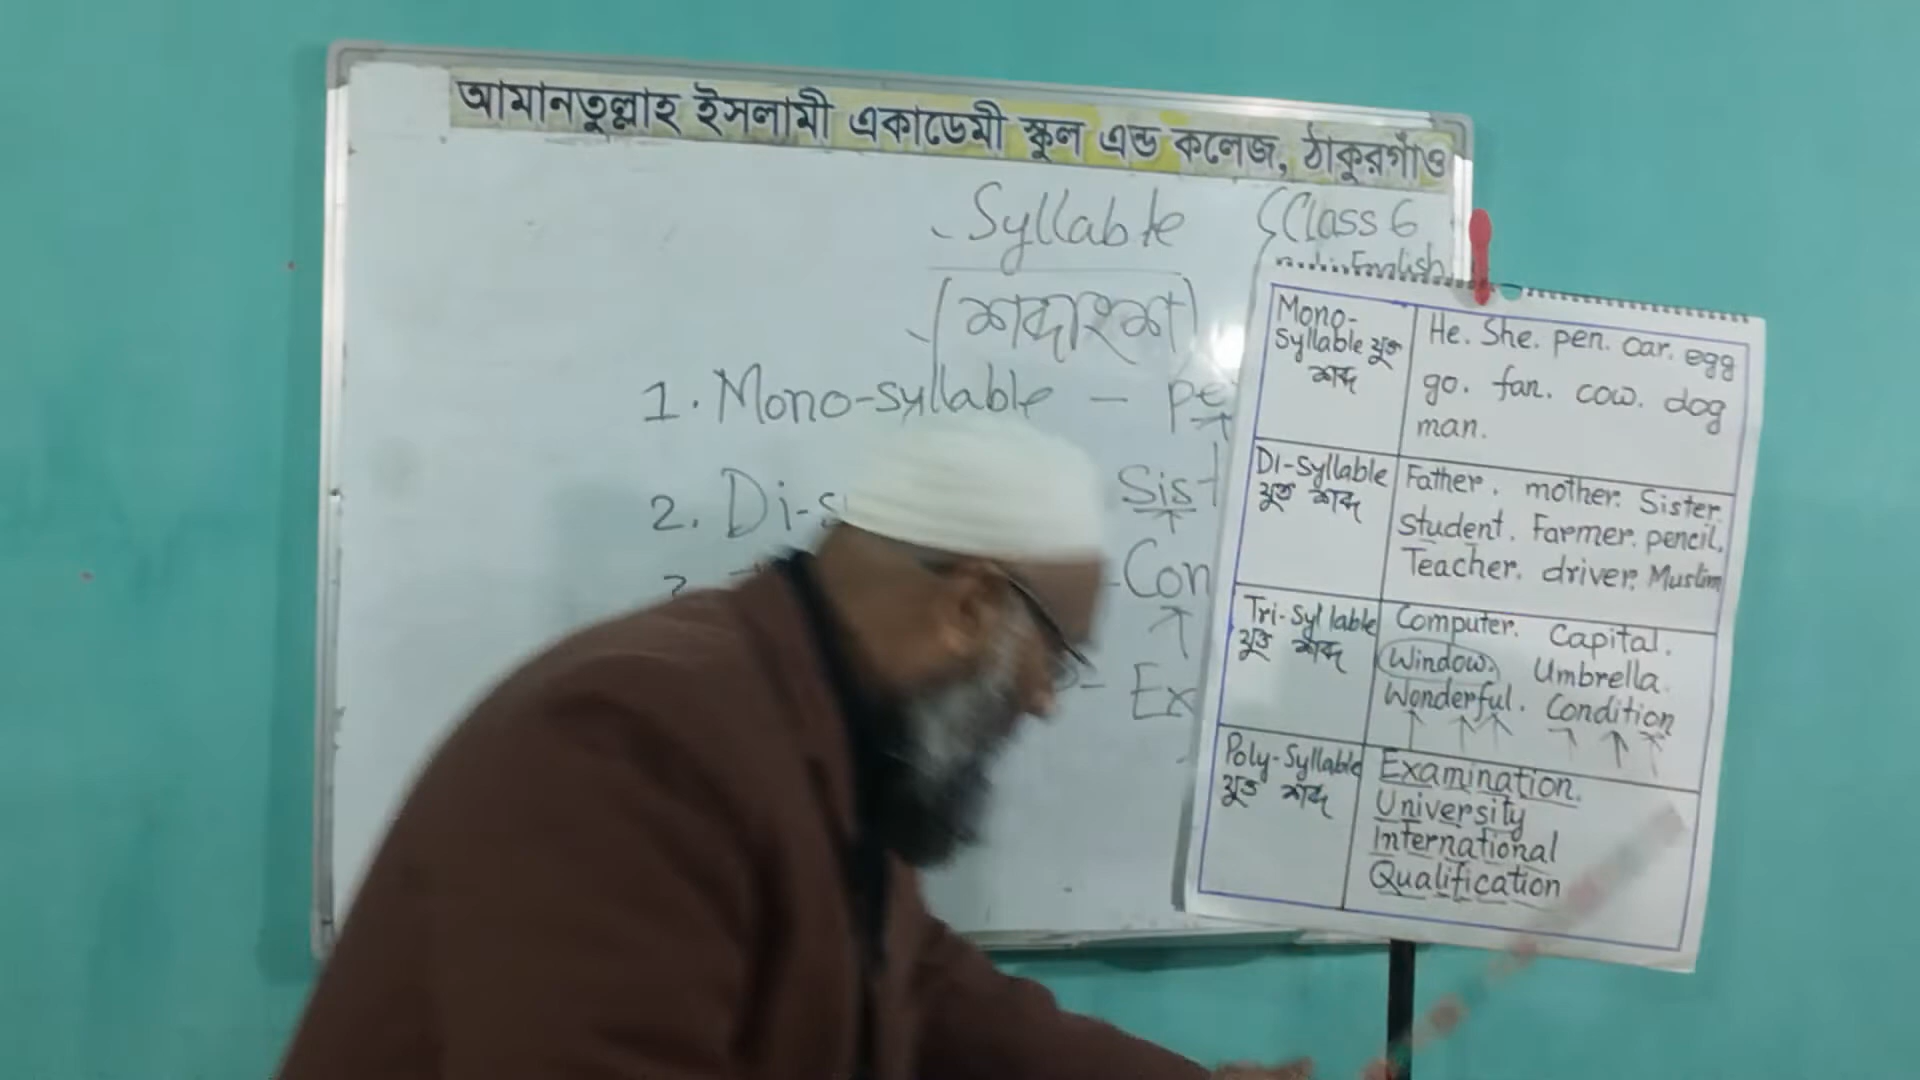 আমানতুল্লাহ ইসলামী একাডেমী স্কুল এন্ড কলেজ, ঠাকুরগাঁও
Syllable
(শব্দাংশ)
Class 6
English
1. Mono-syllable - pe
2. Di-s Sist
Con
Ex
Mono-
Syllable যুক্ত
শব্দ
He. She. pen. Car. egg
go. fan. cow. dog
man.
Di-Syllable
যুক্ত শব্দ
Father. mother. Sister.
Student. Farmer. pencil.
Teacher. driver. Muslim
Tri-Syllable
যুক্ত শব্দ
Computer. Capital.
Window. Umbrella.
Wonderful. Condition
Poly-Syllable
যুক্ত শব্দ
Examination.
University
International
Qualification